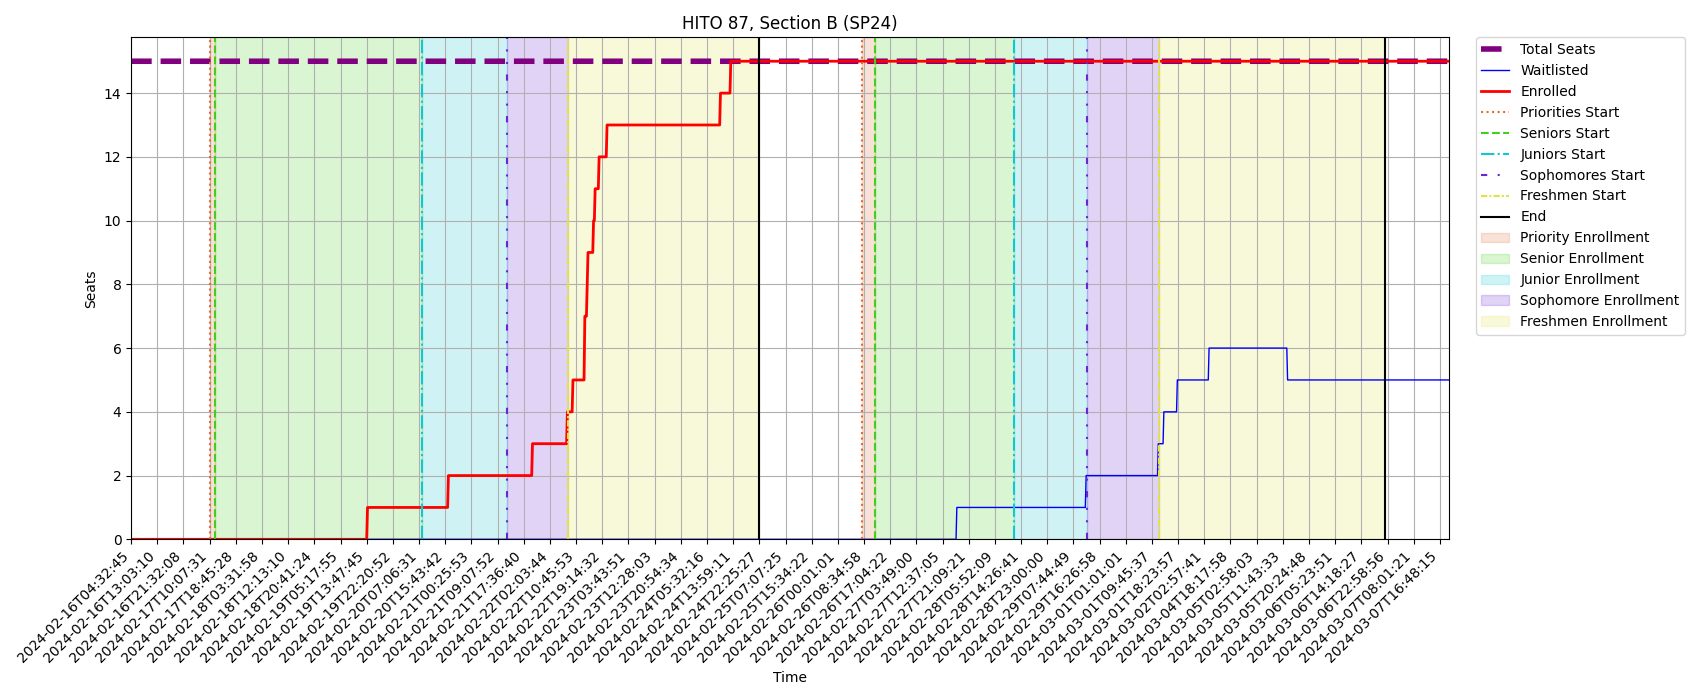 HITO 87, Section B (SP24)
Seats
14
12
10
8
6
4
2
0
2024-02-16T04:32:45
2024-02-16T13:03:10
2024-02-16T21:32:08
2024-02-17T10:07:31
2024-02-17T18:45:28
2024-02-18T03:31:58
2024-02-18T12:13:10
2024-02-18T20:41:24
2024-02-19T05:17:55
2024-02-19T13:47:45
2024-02-19T22:20:52
2024-02-20T07:06:31
2024-02-20T15:43:42
2024-02-21T00:25:53
2024-02-21T09:07:52
2024-02-21T17:36:40
2024-02-22T02:03:44
2024-02-22T10:45:53
2024-02-22T19:14:32
2024-02-23T03:43:51
2024-02-23T12:28:03
2024-02-23T20:54:34
2024-02-24T05:32:16
2024-02-24T13:59:11
2024-02-24T22:25:27
2024-02-25T07:07:25
2024-02-25T15:34:22
2024-02-26T00:01:01
2024-02-26T08:34:58
2024-02-26T17:04:22
2024-02-27T03:49:00
2024-02-27T12:37:05
2024-02-27T21:09:21
2024-02-28T05:52:09
2024-02-28T14:26:41
2024-02-28T23:00:00
2024-02-29T07:44:49
2024-02-29T16:26:58
2024-03-01T01:01:01
2024-03-01T09:45:37
2024-03-01T18:23:57
2024-03-02T02:57:41
2024-03-04T18:17:58
2024-03-05T02:58:03
2024-03-05T11:43:33
2024-03-05T20:24:48
2024-03-06T05:23:51
2024-03-06T14:18:27
2024-03-06T22:58:56
2024-03-07T08:01:21
2024-03-07T16:48:15
Time
Total Seats
Waitlisted
Enrolled
Priorities Start
Seniors Start
Juniors Start
Sophomores Start
Freshmen Start
End
Priority Enrollment
Senior Enrollment
Junior Enrollment
Sophomore Enrollment
Freshmen Enrollment